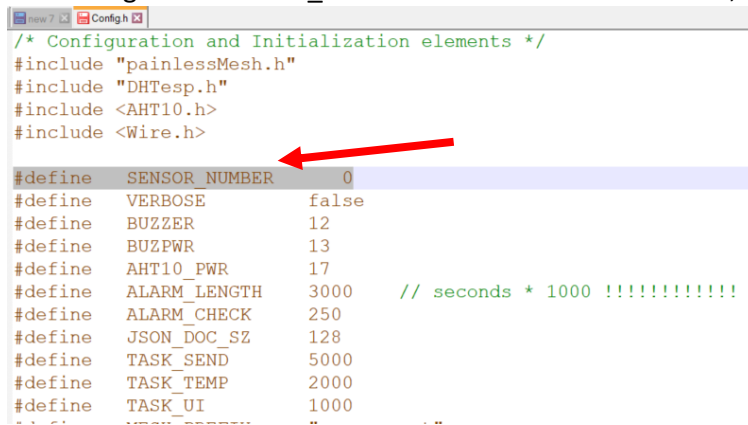 new 7 Config.h
/* Configuration and Initialization elements */
#include "painlessMesh.h"
#include "DHTesp.h"
#include <AHT10.h>
#include <Wire.h>
#define SENSOR_NUMBER 0
#define VERBOSE false
#define BUZZER 12
#define BUZPWR 13
#define AHT10_PWR 17
#define ALARM_LENGTH 3000 // seconds * 1000 !!!!!!!!!!!!
#define ALARM_CHECK 250
#define JSON_DOC_SZ 128
#define TASK_SEND 5000
#define TASK_TEMP 2000
#define TASK_UI 1000